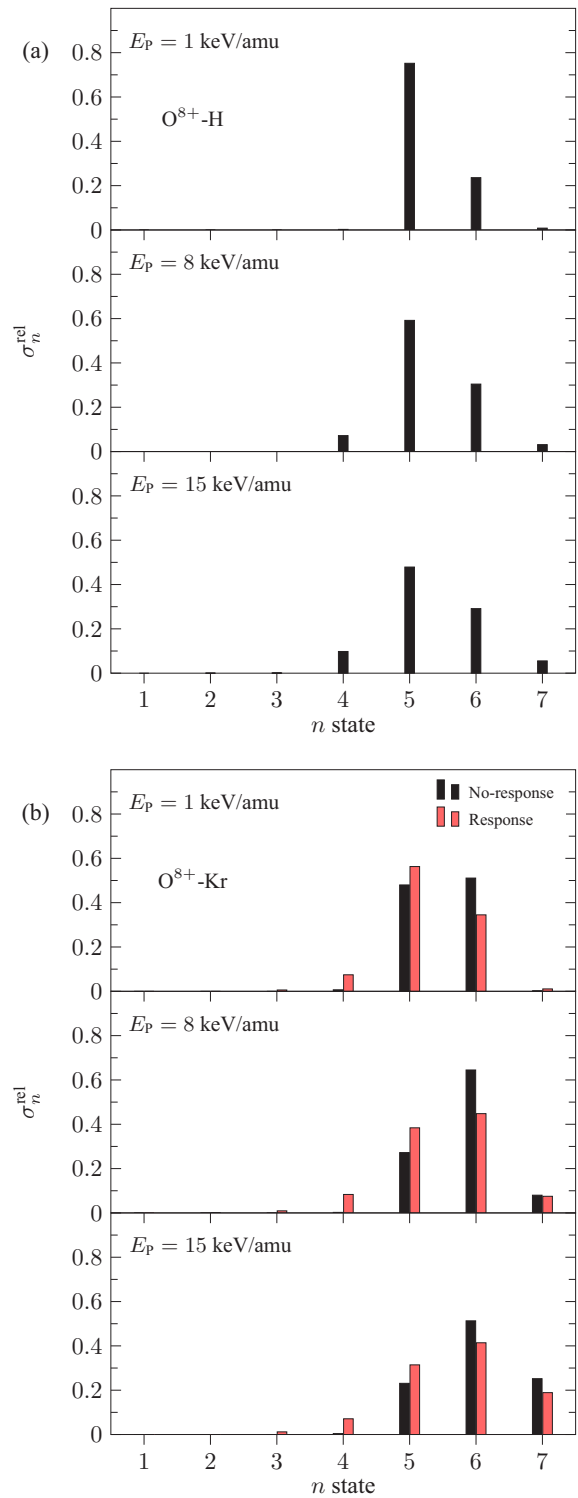 (a)
E_P = 1 keV/amu
O^{8+}-H
0.8
0.6
0.4
0.2
0
E_P = 8 keV/amu
0.8
0.6
0.4
0.2
0
σ_n^{rel}
E_P = 15 keV/amu
0.8
0.6
0.4
0.2
0
1 2 3 4 5 6 7
n state
(b)
E_P = 1 keV/amu
No-response
Response
O^{8+}-Kr
0.8
0.6
0.4
0.2
0
E_P = 8 keV/amu
0.8
0.6
0.4
0.2
0
σ_n^{rel}
E_P = 15 keV/amu
0.8
0.6
0.4
0.2
0
1 2 3 4 5 6 7
n state